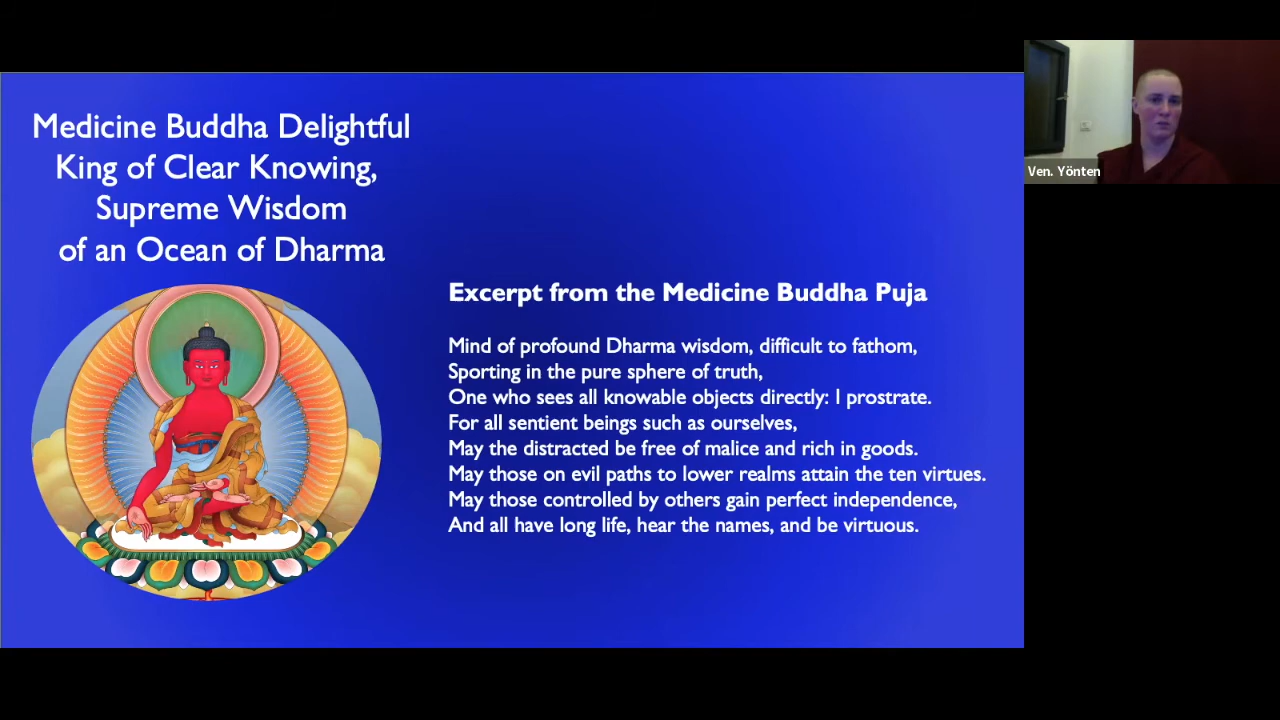 Medicine Buddha Delightful
King of Clear Knowing,
Supreme Wisdom
of an Ocean of Dharma
Excerpt from the Medicine Buddha Puja
Mind of profound Dharma wisdom, difficult to fathom,
Sporting in the pure sphere of truth,
One who sees all knowable objects directly: I prostrate.
For all sentient beings such as ourselves,
May the distracted be free of malice and rich in goods.
May those on evil paths to lower realms attain the ten virtues.
May those controlled by others gain perfect independence,
And all have long life, hear the names, and be virtuous.
Ven. Yönten